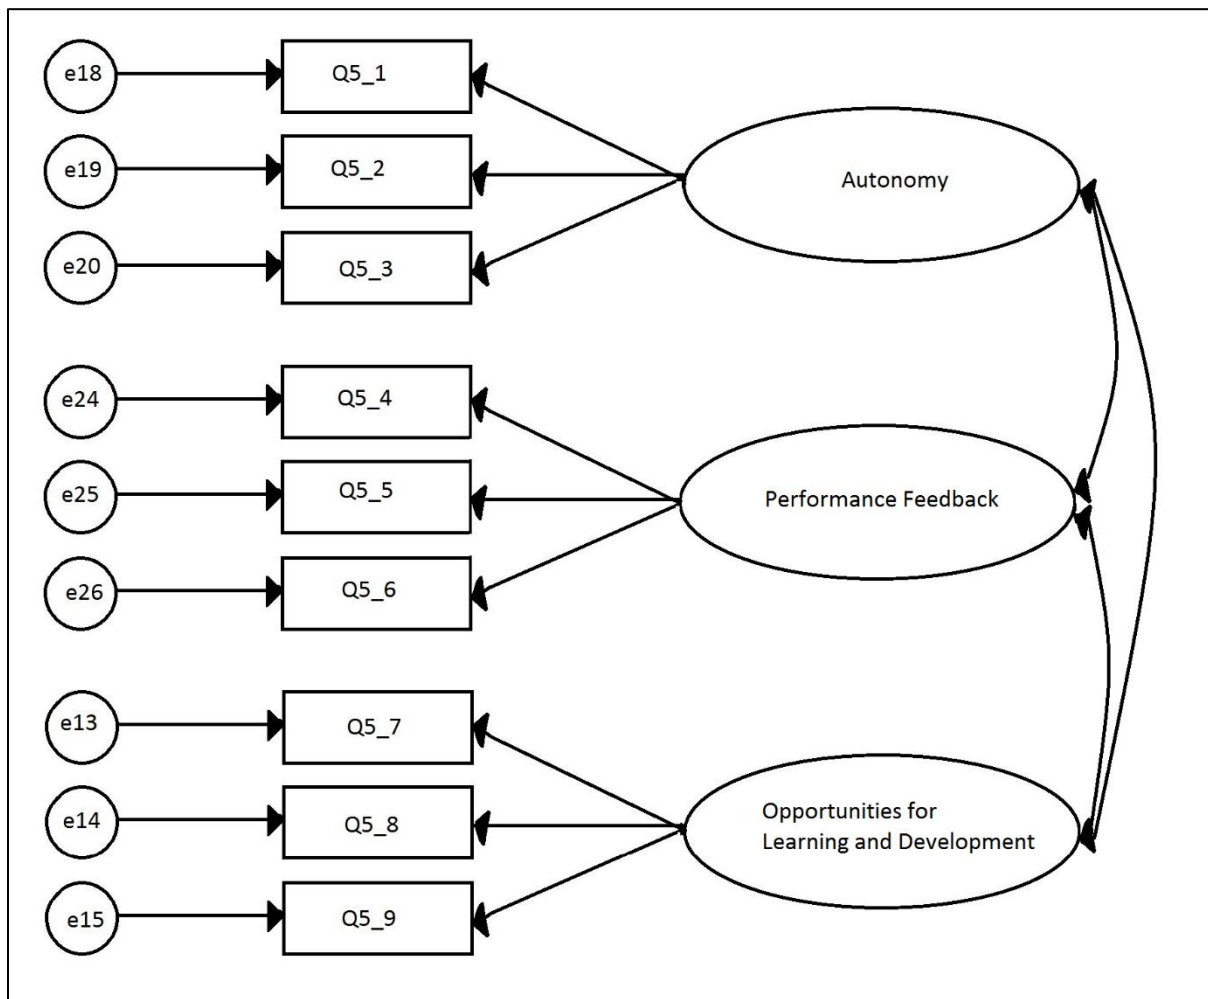 e18
Q5_1
e19
Q5_2
Autonomy
e20
Q5_3
e24
Q5_4
e25
Q5_5
Performance Feedback
e26
Q5_6
e13
Q5_7
e14
Q5_8
Opportunities for
Learning and Development
e15
Q5_9